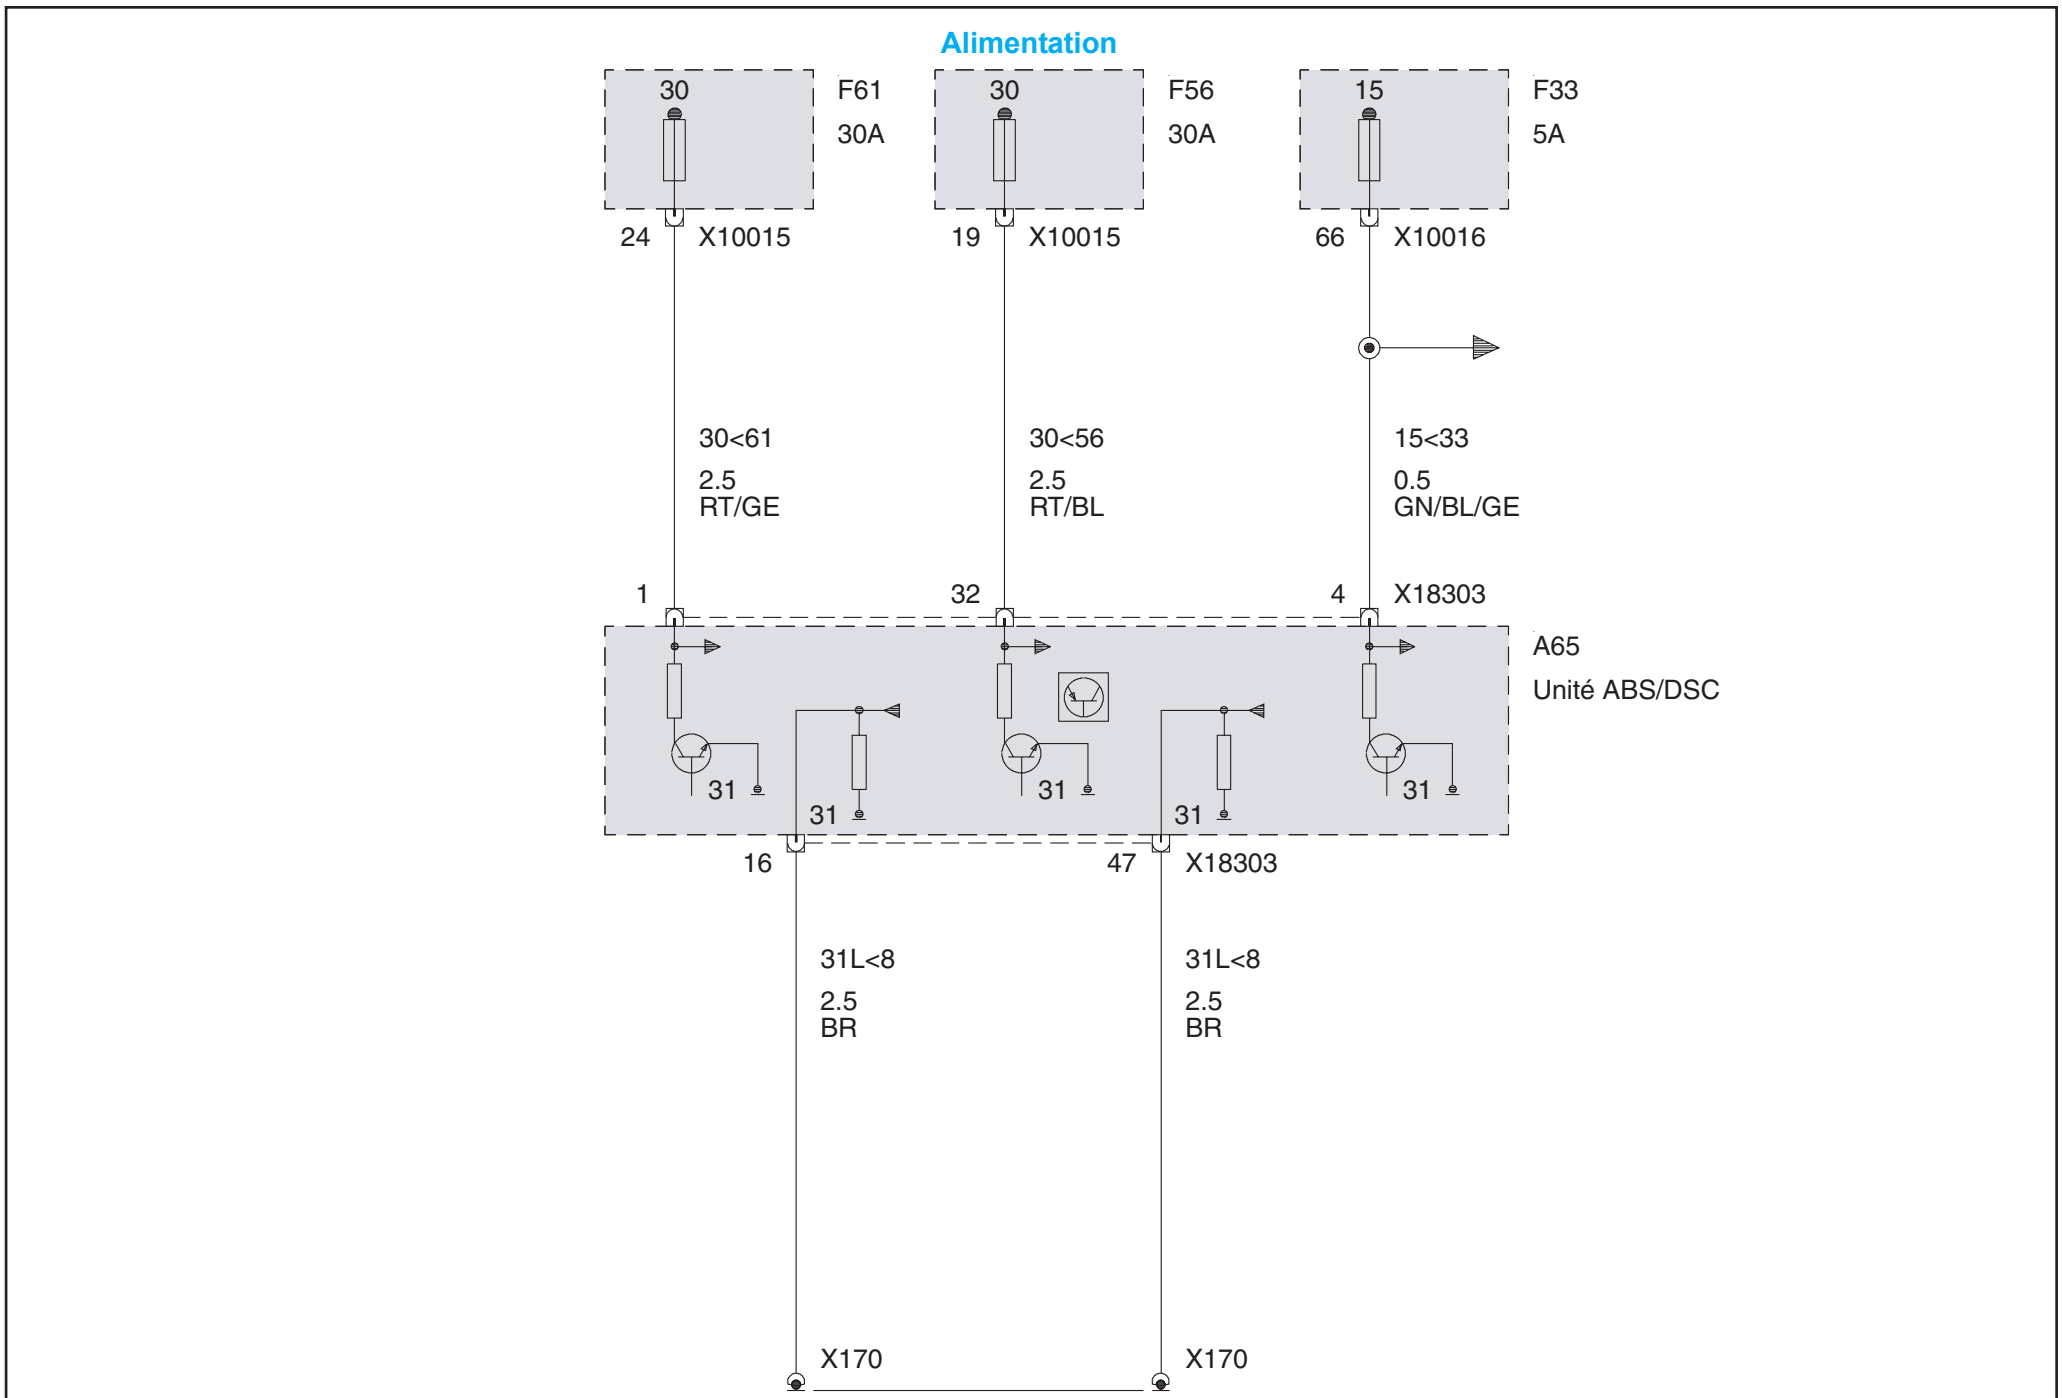 Alimentation
30 F61 30 F56 15 F33
30A 30A 5A
24 X10015 19 X10015 66 X10016
30<61 30<56 15<33
2.5 2.5 0.5
RT/GE RT/BL GN/BL/GE
1 32 4 X18303
A65
Unité ABS/DSC
31 31 31
31 31
16 47 X18303
31L<8 31L<8
2.5 2.5
BR BR
X170 X170